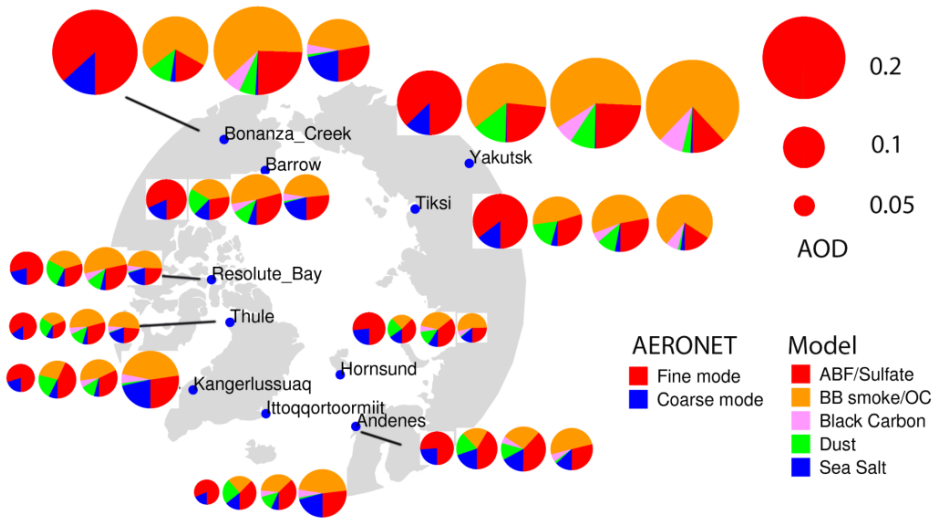 Bonanza_Creek
Barrow
Yakutsk
Tiksi
Resolute_Bay
Thule
Hornsund
Kangerlussuaq
Ittoqqortoormiit
Andenes
0.2
0.1
0.05
AOD
AERONET
Fine mode
Coarse mode
Model
ABF/Sulfate
BB smoke/OC
Black Carbon
Dust
Sea Salt